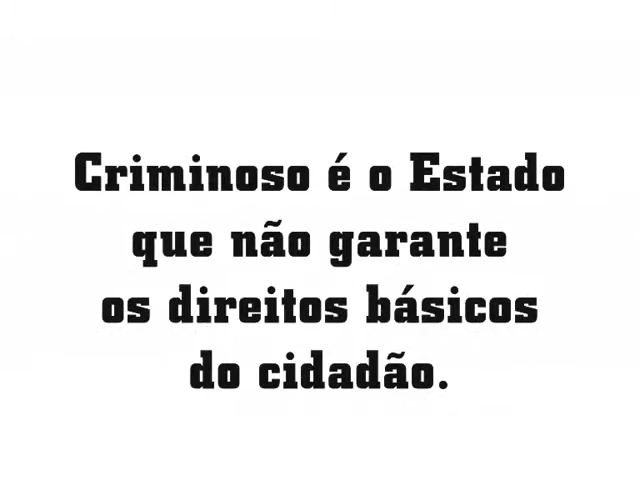 Criminoso é o Estado
que não garante
os direitos básicos
do cidadão.